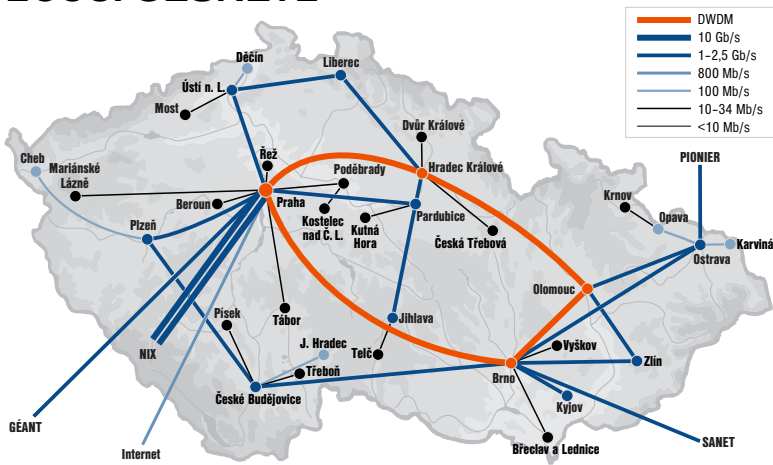 DWDM
10 Gb/s
1–2,5 Gb/s
800 Mb/s
100 Mb/s
10–34 Mb/s
<10 Mb/s
Děčín
Liberec
Ústí n. L.
Most
Dvůr Králové
Cheb
Mariánské
Lázně
Řež
Poděbrady
Hradec Králové
PIONIER
Beroun
Praha
Krnov
Opava
Plzeň
Kostelec
nad Č. L.
Kutná
Hora
Pardubice
Česká Třebová
Karviná
Ostrava
Olomouc
Písek
Tábor
Jihlava
NIX
J. Hradec
Telč
Vyškov
Třeboň
Zlín
České Budějovice
Brno
Kyjov
GÉANT
Internet
Břeclav a Lednice
SANET